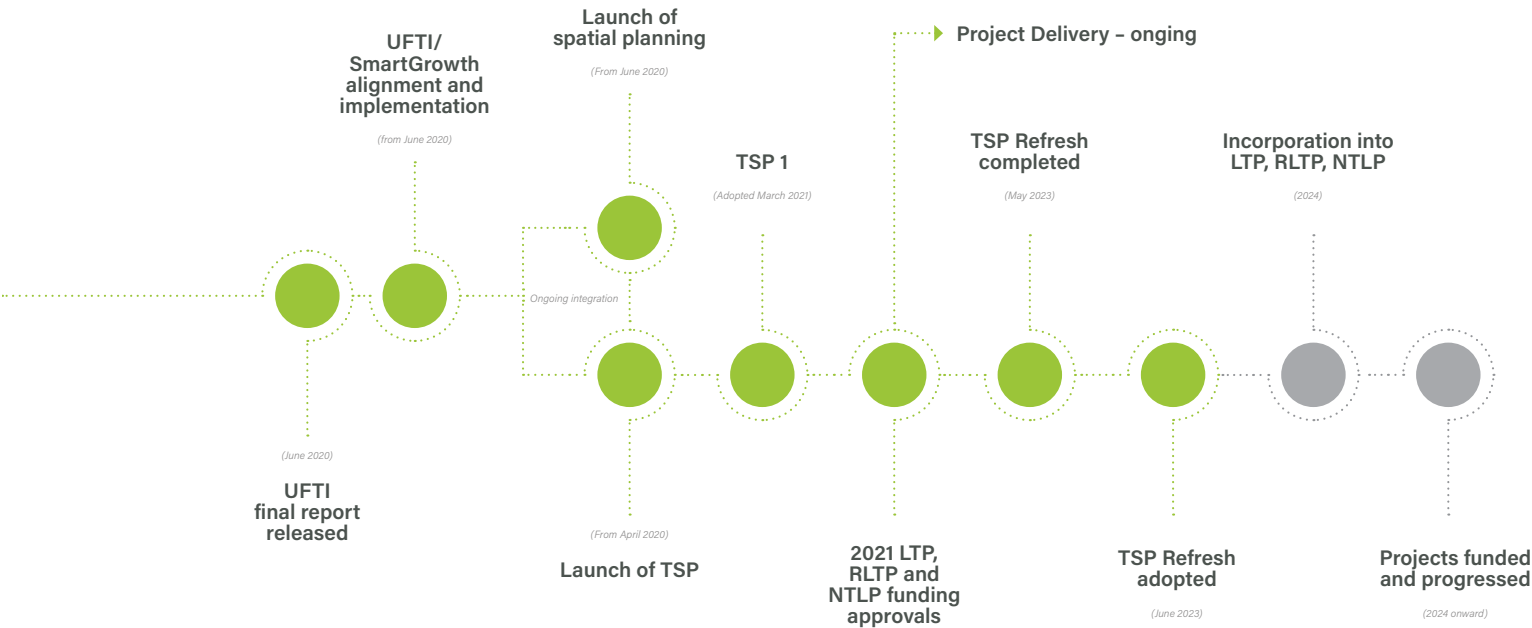 UFTI/
SmartGrowth
alignment and
implementation
(from June 2020)
Launch of
spatial planning
(From June 2020)
Project Delivery – onging
TSP 1
(Adopted March 2021)
TSP Refresh
completed
(May 2023)
Incorporation into
LTP, RLTP, NTLP
(2024)
Ongoing integration
(June 2020)
UFTI
final report
released
(From April 2020)
Launch of TSP
2021 LTP,
RLTP and
NTLP funding
approvals
TSP Refresh
adopted
(June 2023)
Projects funded
and progressed
(2024 onward)